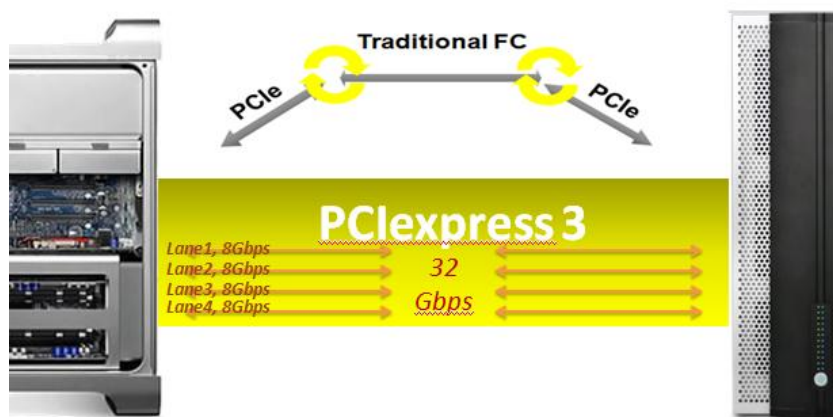 Traditional FC
PCIe
PCIe
PCIexpress 3
Lane1, 8Gbps
Lane2, 8Gbps
32
Lane3, 8Gbps
Gbps
Lane4, 8Gbps